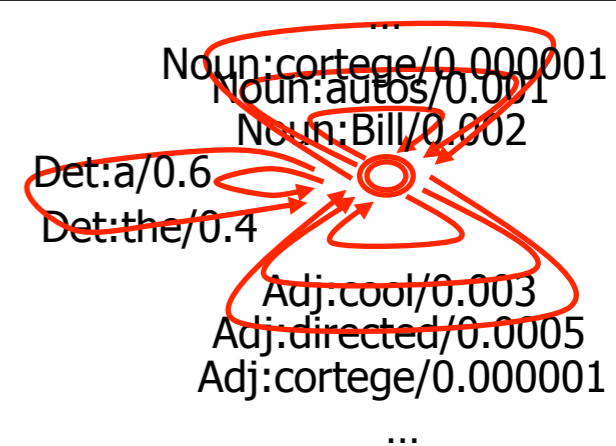 ...
Noun:cortege/0.000001
Noun:autos/0.001
Noun:Bill/0.002
Det:a/0.6
Det:the/0.4
Adj:cool/0.003
Adj:directed/0.0005
Adj:cortege/0.000001
...